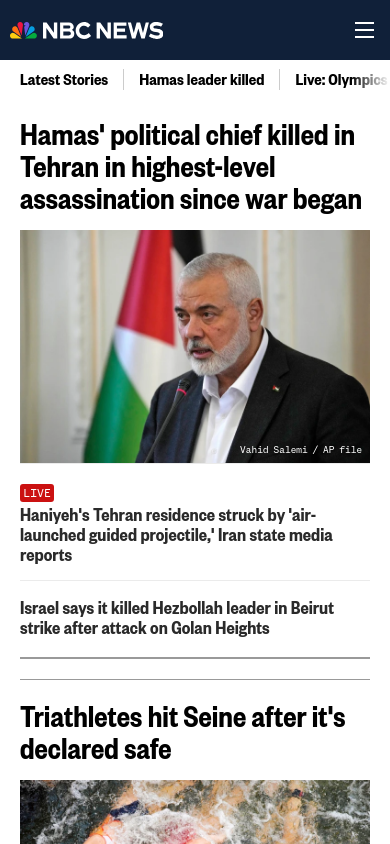 NBC NEWS
Latest Stories
Hamas leader killed
Live: Olympics
Hamas' political chief killed in
Tehran in highest-level
assassination since war began
Vahid Salemi / AP file
LIVE
Haniyeh's Tehran residence struck by 'air-
launched guided projectile,' Iran state media
reports
Israel says it killed Hezbollah leader in Beirut
strike after attack on Golan Heights
Triathletes hit Seine after it's
declared safe